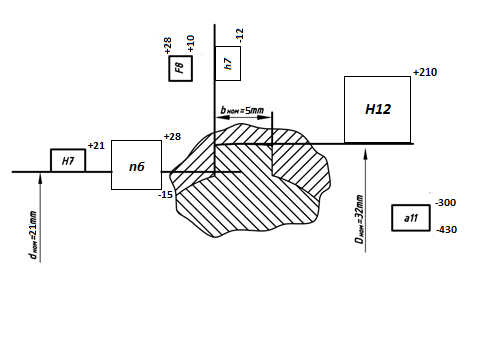 +28
+10
-12
F8
h7
bном=5mm
+210
H12
H7
+21
+28
n6
-15
dном=21mm
Dном=32mm
-300
a11
-430